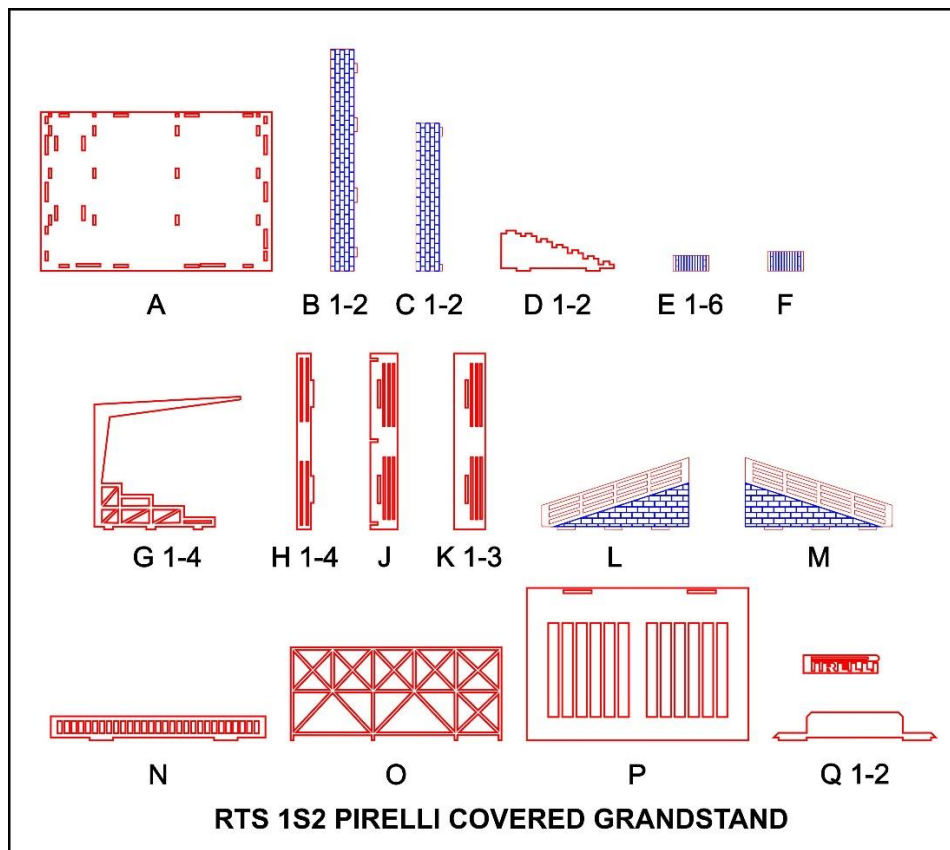 A
B 1-2
C 1-2
D 1-2
E 1-6
F
G 1-4
H 1-4
J
K 1-3
L
M
PIRELLI
N
O
P
Q 1-2
RTS 1S2 PIRELLI COVERED GRANDSTAND